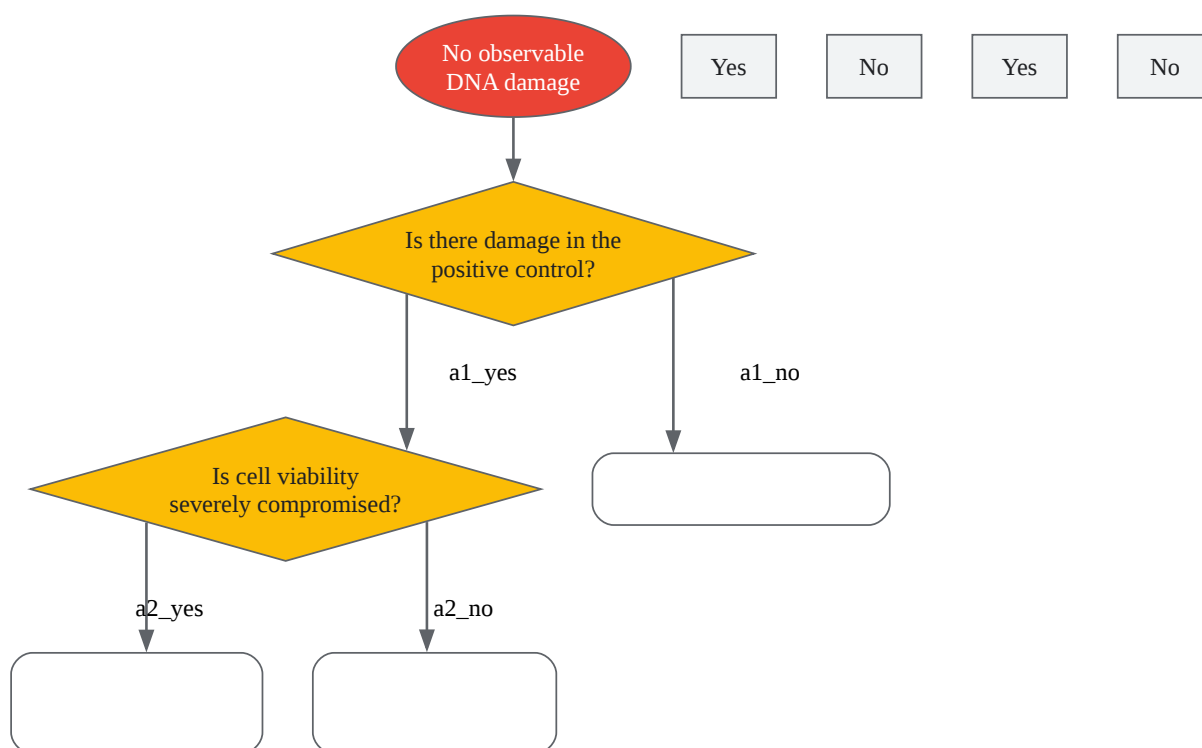 No observable
DNA damage
Yes
No
Yes
No
Is there damage in the
positive control?
a1_yes
a1_no
Is cell viability
severely compromised?
a2_yes
a2_no